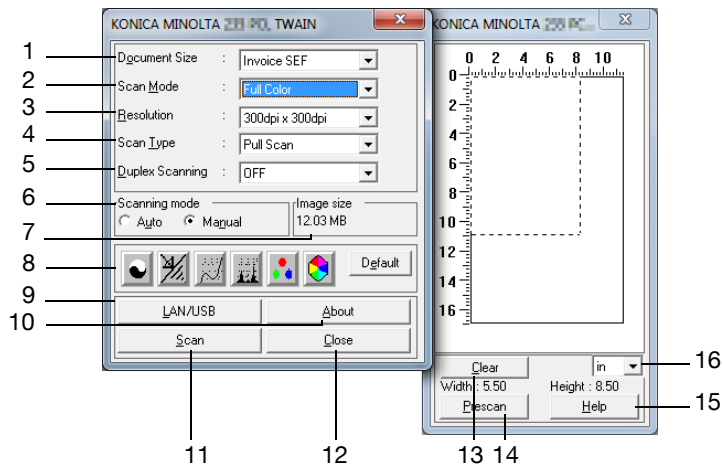 KONICA MINOLTA TWAIN
1 Document Size : Invoice SEF
2 Scan Mode : Full Color
3 Resolution : 300dpi x 300dpi
4 Scan Type : Pull Scan
5 Duplex Scanning : OFF
6 Scanning mode Image size
Auto Manual 12.03 MB
7
8 Default
9 LAN/USB About
10
Scan Close
11 12
KONICA MINOLTA
0 2 4 6 8 10
0
2
4
6
8
10
12
14
16
Clear in 16
Width : 5.50 Height : 8.50
Prescan Help 15
13 14